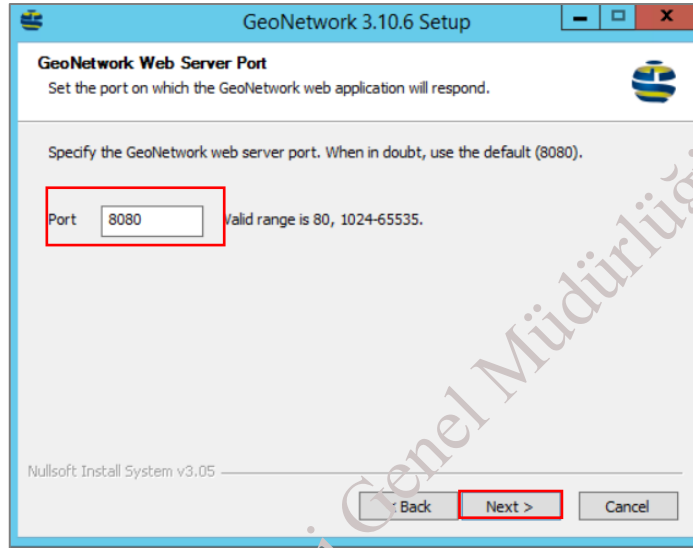 GeoNetwork 3.10.6 Setup
GeoNetwork Web Server Port
Set the port on which the GeoNetwork web application will respond.
Specify the GeoNetwork web server port. When in doubt, use the default (8080).
Port 8080 Valid range is 80, 1024-65535.
Genel Müdürlüğü
Nullsoft Install System v3.05
< Back Next > Cancel